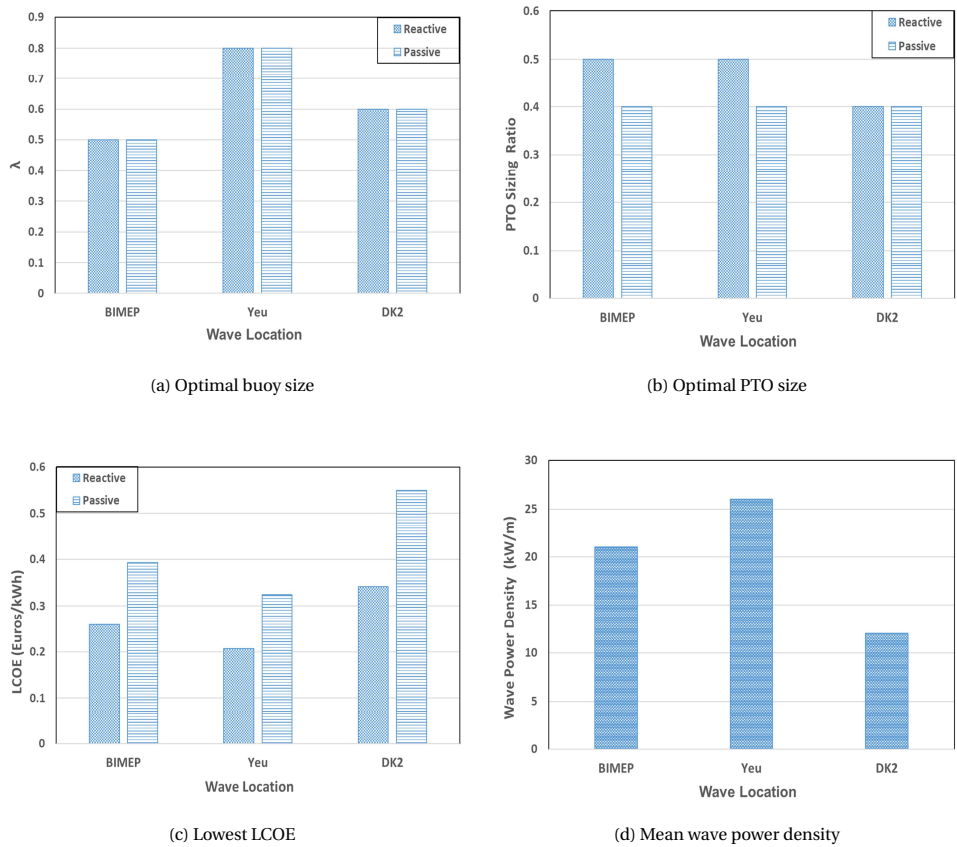 0.9
0.8
0.7
0.6
0.5
0.4
0.3
0.2
0.1
0
λ
Reactive
Passive
BIMEP Yeu DK2
Wave Location
(a) Optimal buoy size
0.6
0.5
0.4
0.3
0.2
0.1
0
PTO Sizing Ratio
Reactive
Passive
BIMEP Yeu DK2
Wave Location
(b) Optimal PTO size
0.6
0.5
0.4
0.3
0.2
0.1
0
LCOE (Euros/kWh)
Reactive
Passive
BIMEP Yeu DK2
Wave Location
(c) Lowest LCOE
30
25
20
15
10
5
0
Wave Power Density (kW/m)
BIMEP Yeu DK2
Wave Location
(d) Mean wave power density